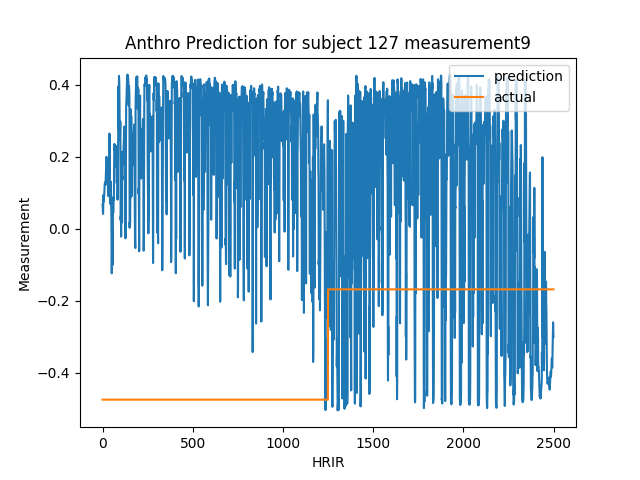 Anthro Prediction for subject 127 measurement9
prediction
actual
0.4
0.2
0.0
−0.2
−0.4
Measurement
0
500
1000
1500
2000
2500
HRIR